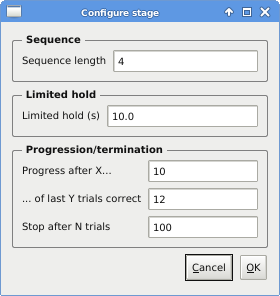 Configure stage
Sequence
Sequence length 4
Limited hold
Limited hold (s) 10.0
Progression/termination
Progress after X... 10
... of last Y trials correct 12
Stop after N trials 100
Cancel OK